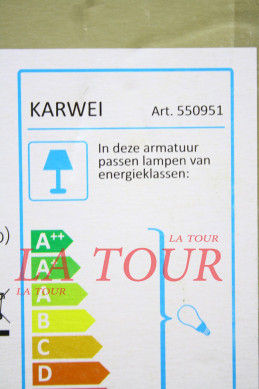 KARWEI Art. 550951
In deze armatuur
passen lampen van
energieklassen:
A++
LA TOUR
A+
LA TOUR
LA TOUR
A
B
C
D